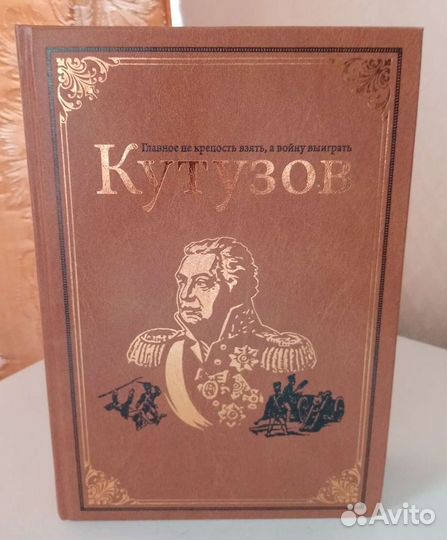 Главное не крепость взять, а войну выиграть
Кутузов
Avito